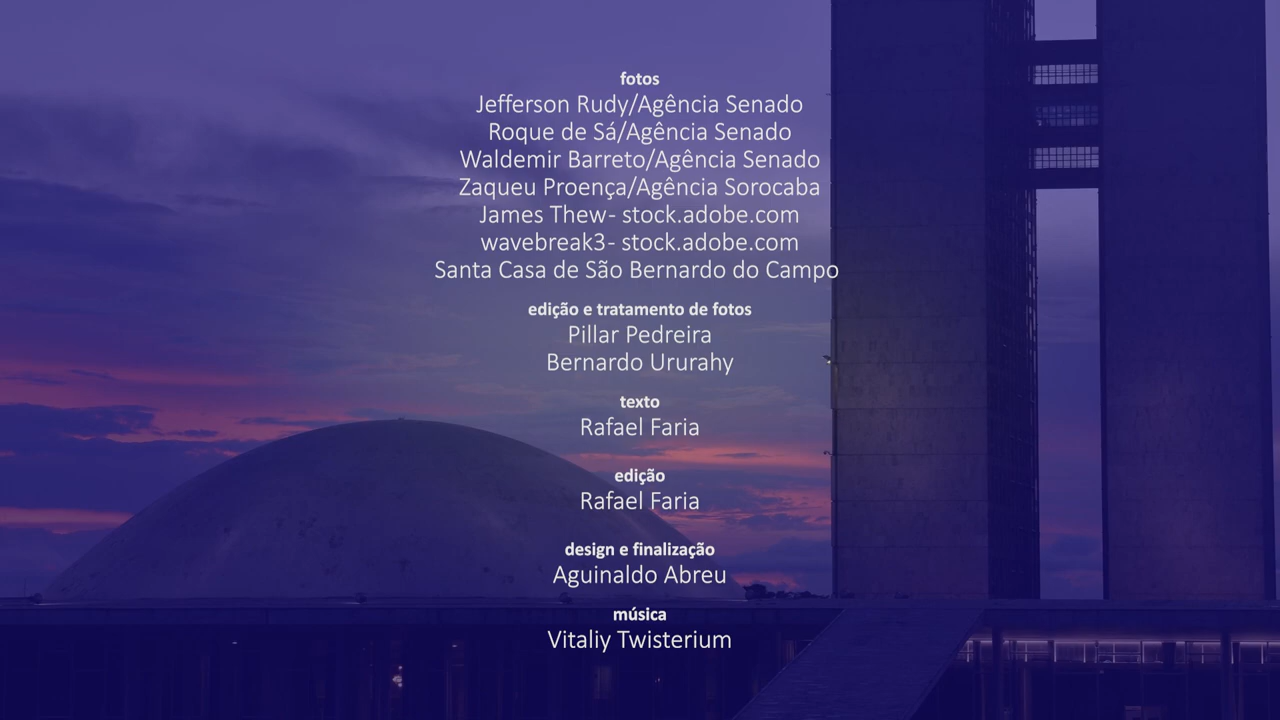 fotos
Jefferson Rudy/Agência Senado
Roque de Sá/Agência Senado
Waldemir Barreto/Agência Senado
Zaqueu Proença/Agência Sorocaba
James Thew- stock.adobe.com
wavebreak3- stock.adobe.com
Santa Casa de São Bernardo do Campo
edição e tratamento de fotos
Pillar Pedreira
Bernardo Ururahy
texto
Rafael Faria
edição
Rafael Faria
design e finalização
Aguinaldo Abreu
música
Vitaliy Twisterium